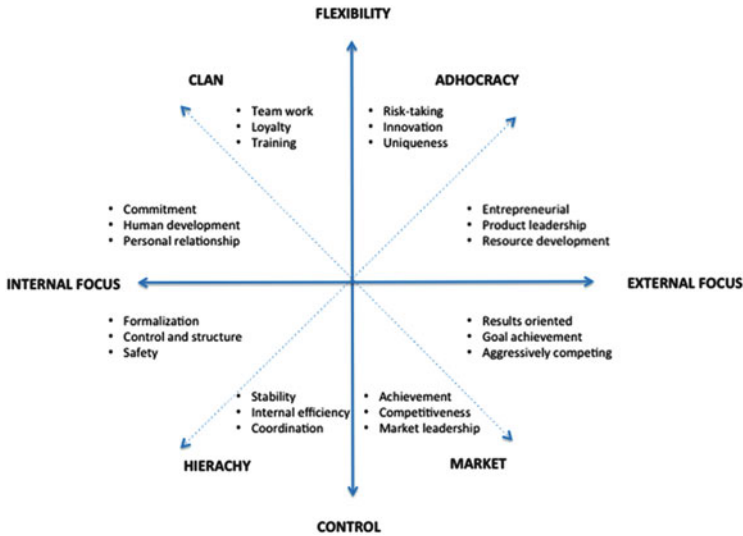 FLEXIBILITY
CLAN
ADHOCRACY
• Team work
• Loyalty
• Training
• Risk-taking
• Innovation
• Uniqueness
• Commitment
• Human development
• Personal relationship
• Entrepreneurial
• Product leadership
• Resource development
INTERNAL FOCUS
EXTERNAL FOCUS
• Formalization
• Control and structure
• Safety
• Results oriented
• Goal achievement
• Aggressively competing
• Stability
• Internal efficiency
• Coordination
• Achievement
• Competitiveness
• Market leadership
HIERACHY
MARKET
CONTROL